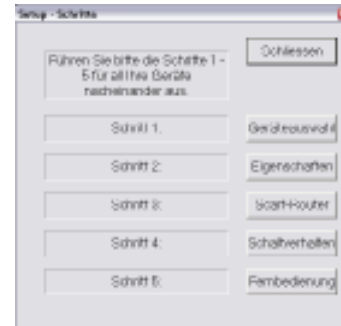 Setup - Schritte
Schliessen
Führen Sie bitte die Schritte 1 -
5 für all Ihre Geräte
nacheinander aus.
Schritt 1:
Geräteauswahl
Schritt 2:
Eigenschaften
Schritt 3:
Scart-Router
Schritt 4:
Schaltverhalten
Schritt 5:
Fernbedienung